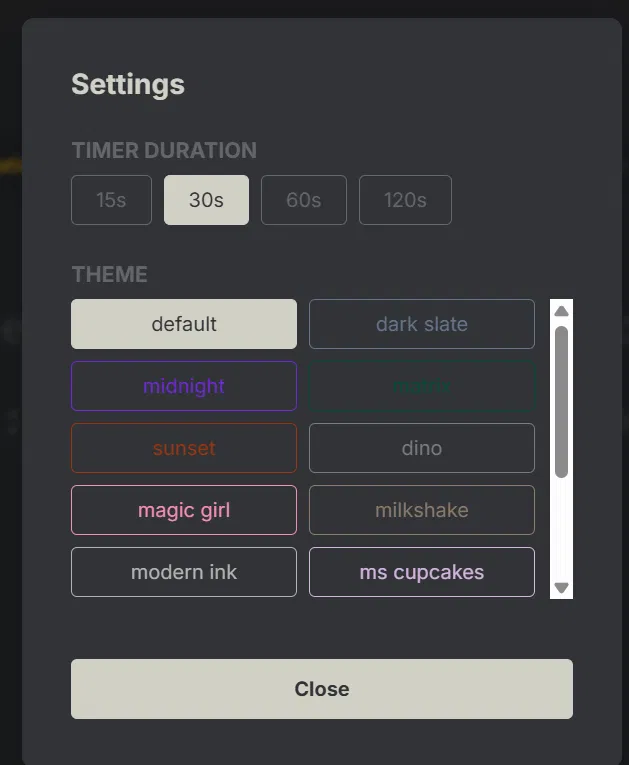 Settings
TIMER DURATION
15s 30s 60s 120s
THEME
default dark slate
midnight matrix
sunset dino
magic girl milkshake
modern ink ms cupcakes
Close